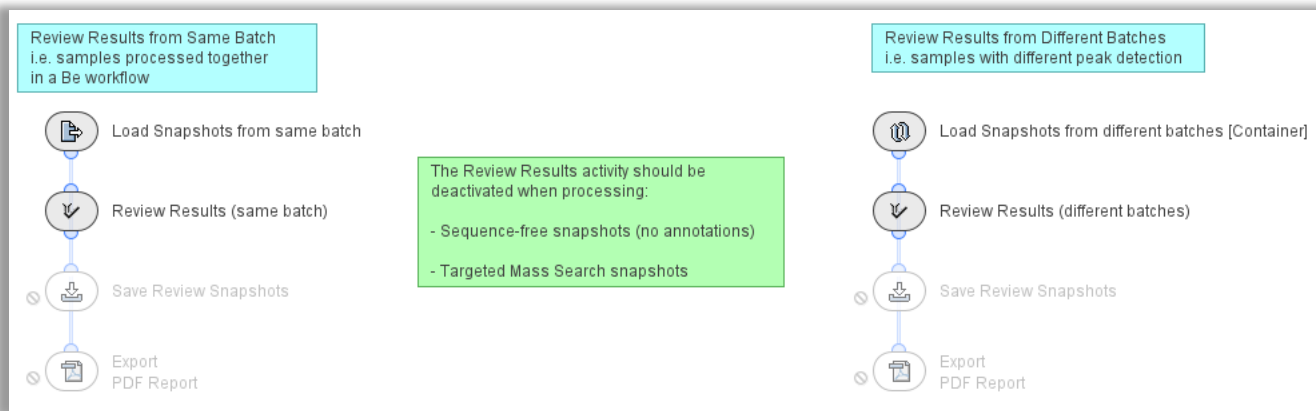 Review Results from Same Batch
i.e. samples processed together
in a Be workflow
Load Snapshots from same batch
Review Results (same batch)
Save Review Snapshots
Export
PDF Report
The Review Results activity should be
deactivated when processing:
- Sequence-free snapshots (no annotations)
- Targeted Mass Search snapshots
Review Results from Different Batches
i.e. samples with different peak detection
Load Snapshots from different batches [Container]
Review Results (different batches)
Save Review Snapshots
Export
PDF Report